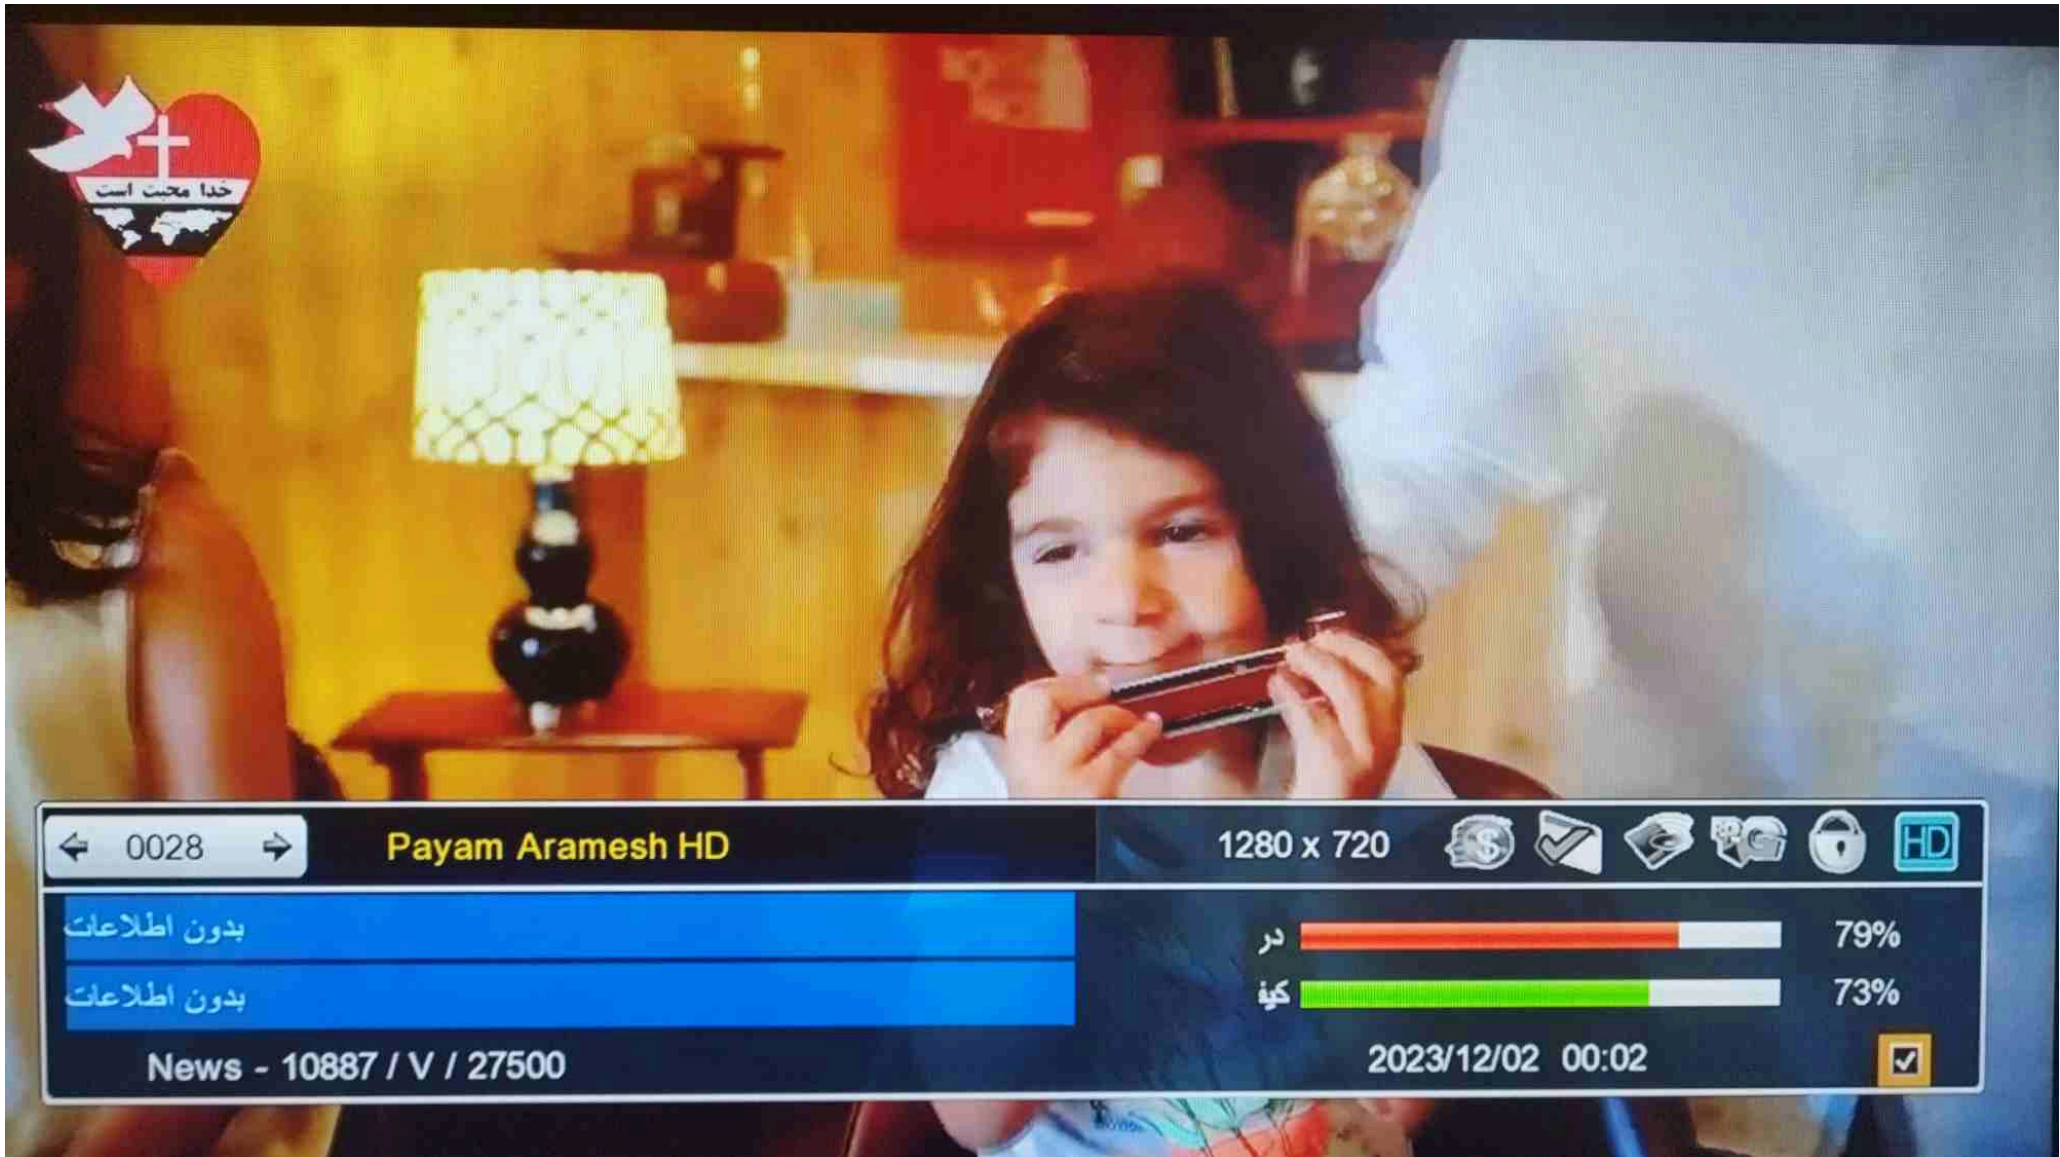 خدا محبت است
0028
Payam Aramesh HD
1280 x 720
HD
بدون اطلاعات
در
79%
بدون اطلاعات
کیف
73%
News - 10887 / V / 27500
2023/12/02 00:02